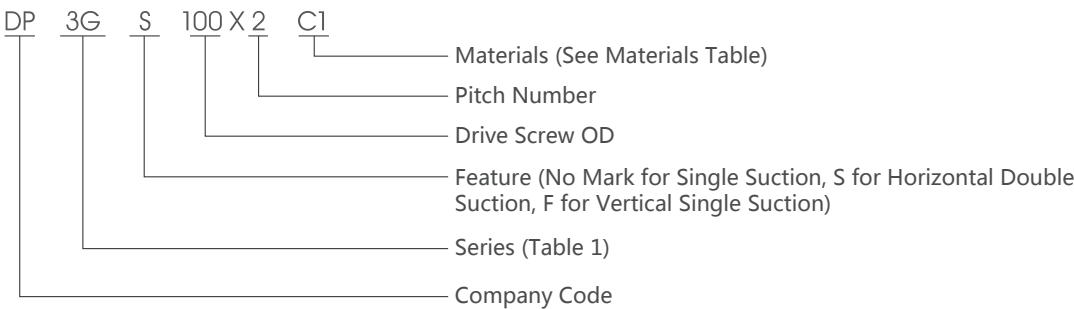 DP 3G S 100 X 2 C1
Materials (See Materials Table)
Pitch Number
Drive Screw OD
Feature (No Mark for Single Suction, S for Horizontal Double
Suction, F for Vertical Single Suction)
Series (Table 1)
Company Code